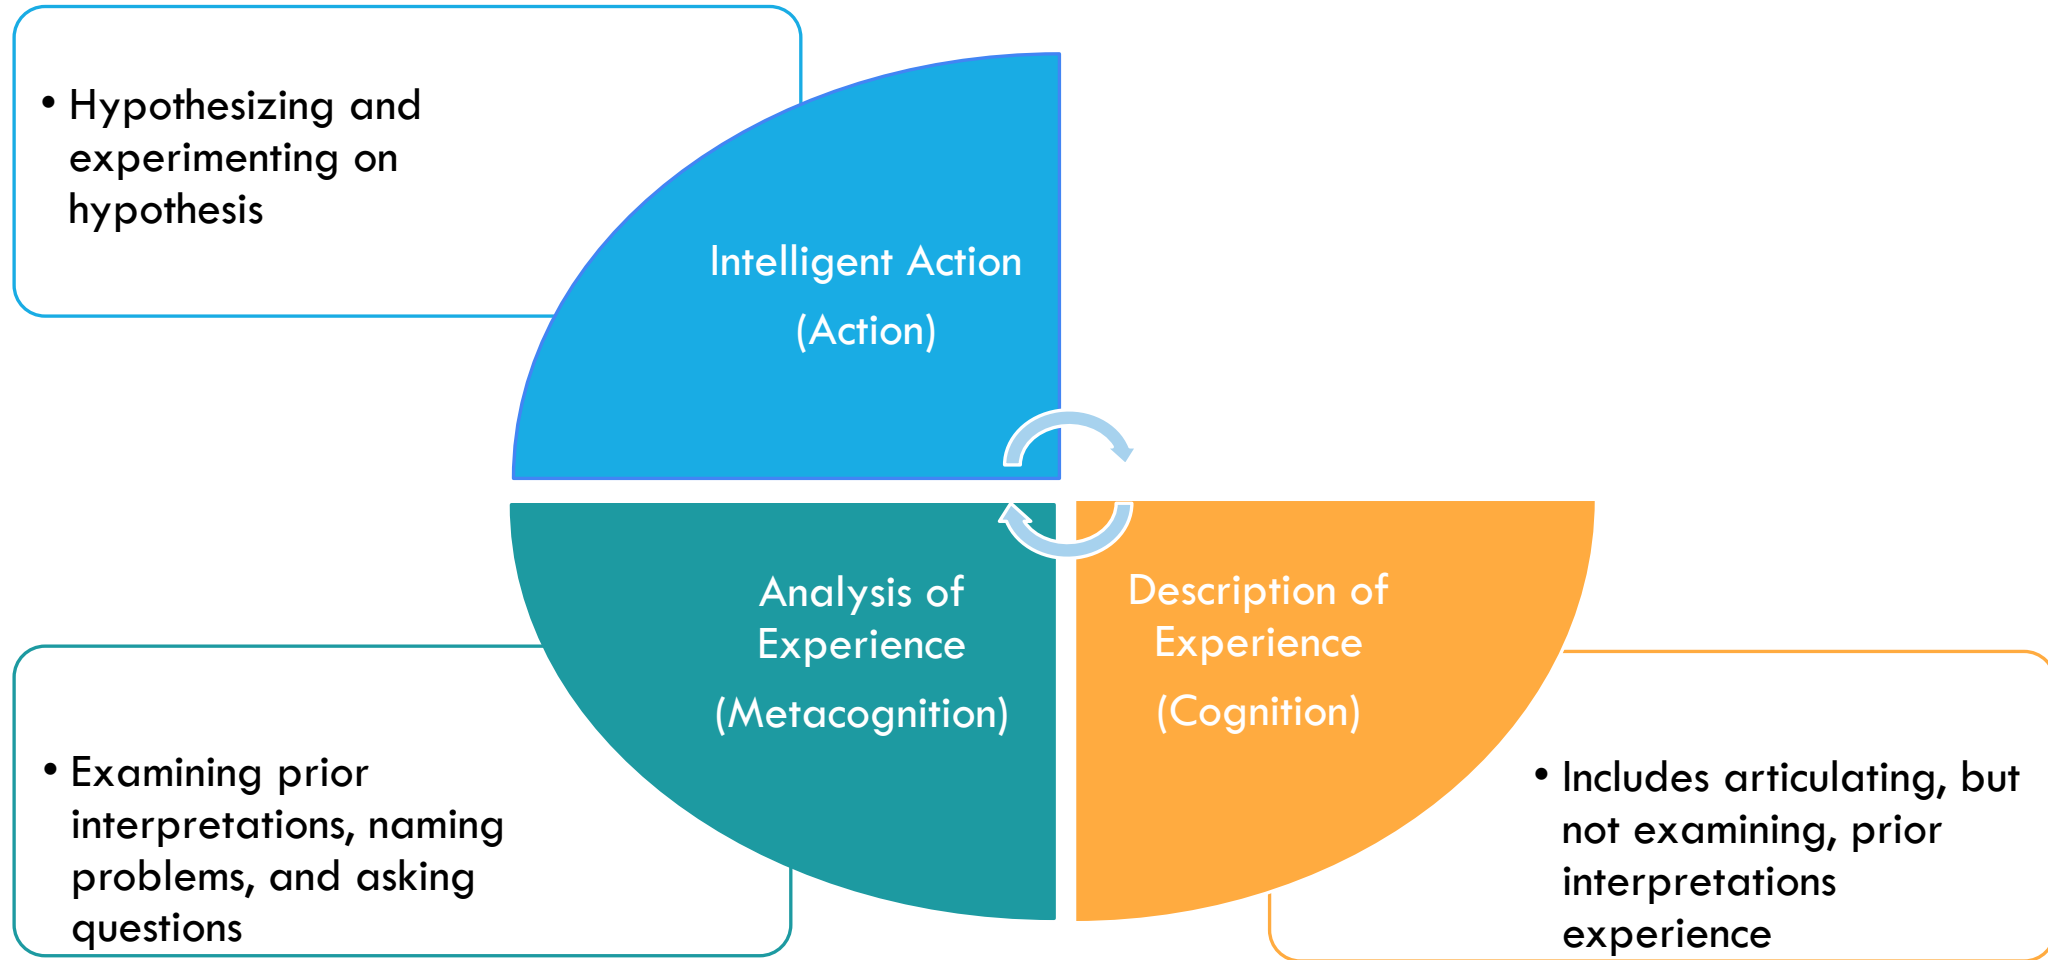 • Hypothesizing and
experimenting on
hypothesis
Intelligent Action
(Action)
Analysis of
Experience
(Metacognition)
Description of
Experience
(Cognition)
• Examining prior
interpretations, naming
problems, and asking
questions
• Includes articulating, but
not examining, prior
interpretations
experience